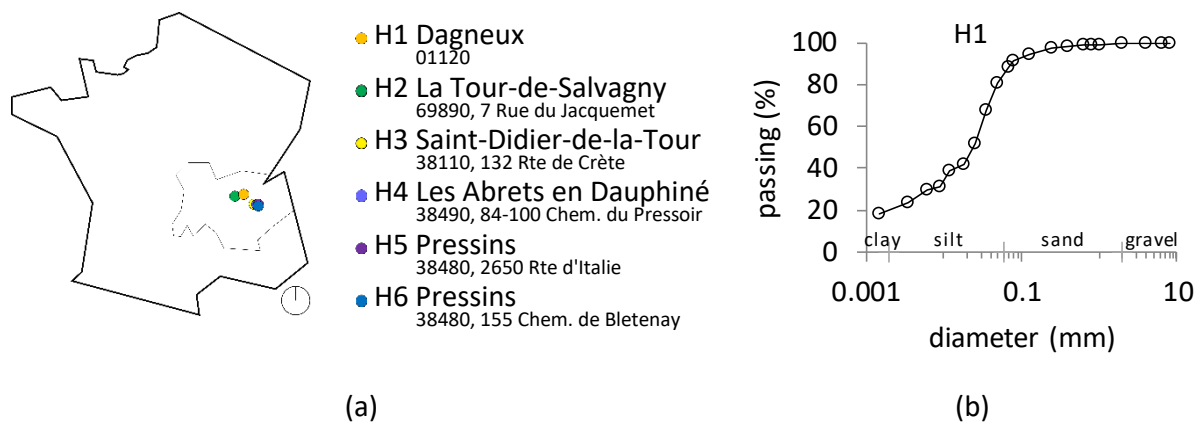 H1 Dagneux
01120
H2 La Tour-de-Salvagny
69890, 7 Rue du Jacquemet
H3 Saint-Didier-de-la-Tour
38110, 132 Rte de Crète
H4 Les Abrets en Dauphiné
38490, 84-100 Chem. du Pressoir
H5 Pressins
38480, 2650 Rte d'Italie
H6 Pressins
38480, 155 Chem. de Bletenay
(a)
H1
passing (%)
100
80
60
40
20
0
clay silt sand gravel
0.001 0.1 10
diameter (mm)
(b)